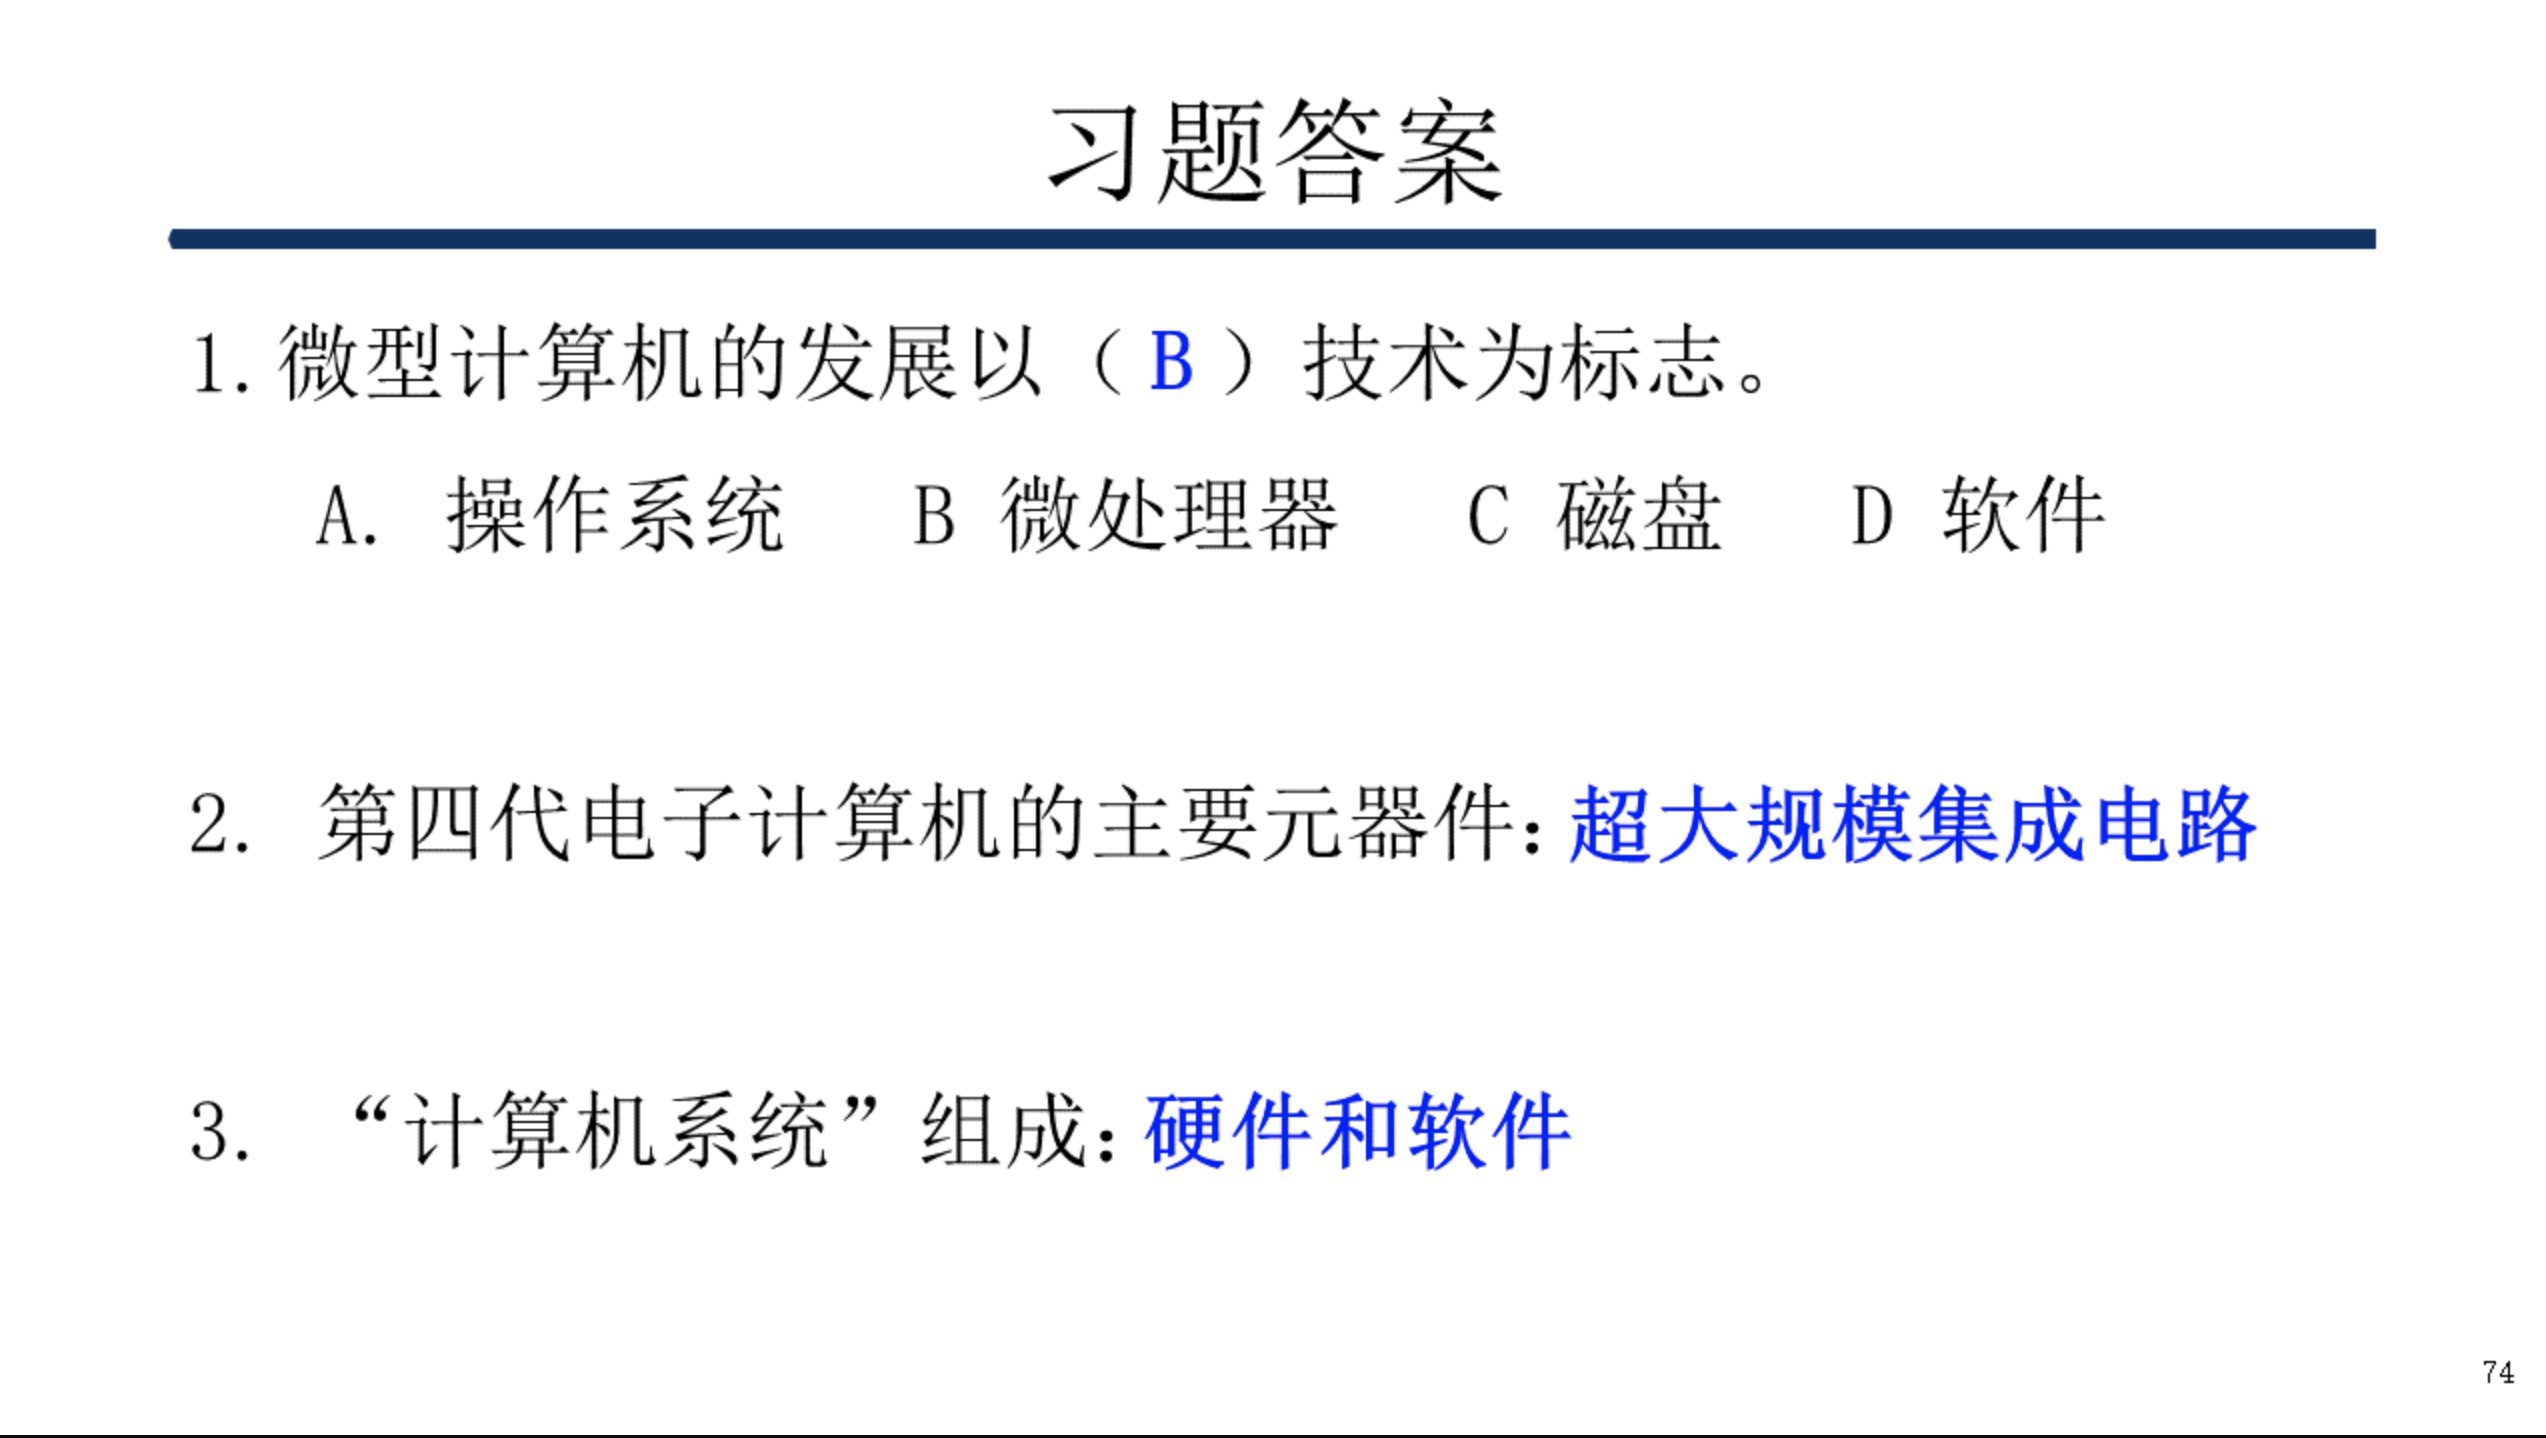 习题答案
1.微型计算机的发展以（ B ）技术为标志。
A. 操作系统 B 微处理器 C 磁盘 D 软件
2. 第四代电子计算机的主要元器件：超大规模集成电路
3. “计算机系统”组成：硬件和软件
74